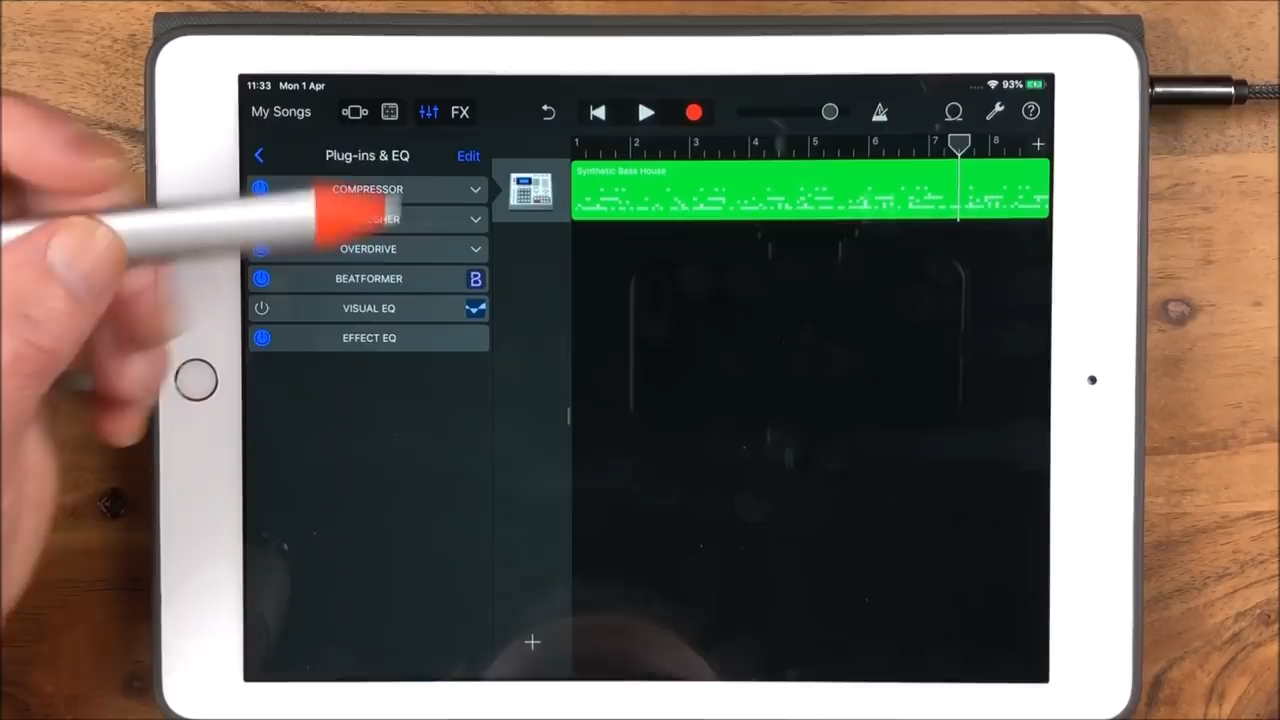 11:33 Mon 1 Apr 93%
My Songs FX
1 2 3 4 5 6 7 8
Plug-ins & EQ Edit
Synthetic Bass House
COMPRESSOR
OVERDRIVE
BEATFORMER B
VISUAL EQ
EFFECT EQ